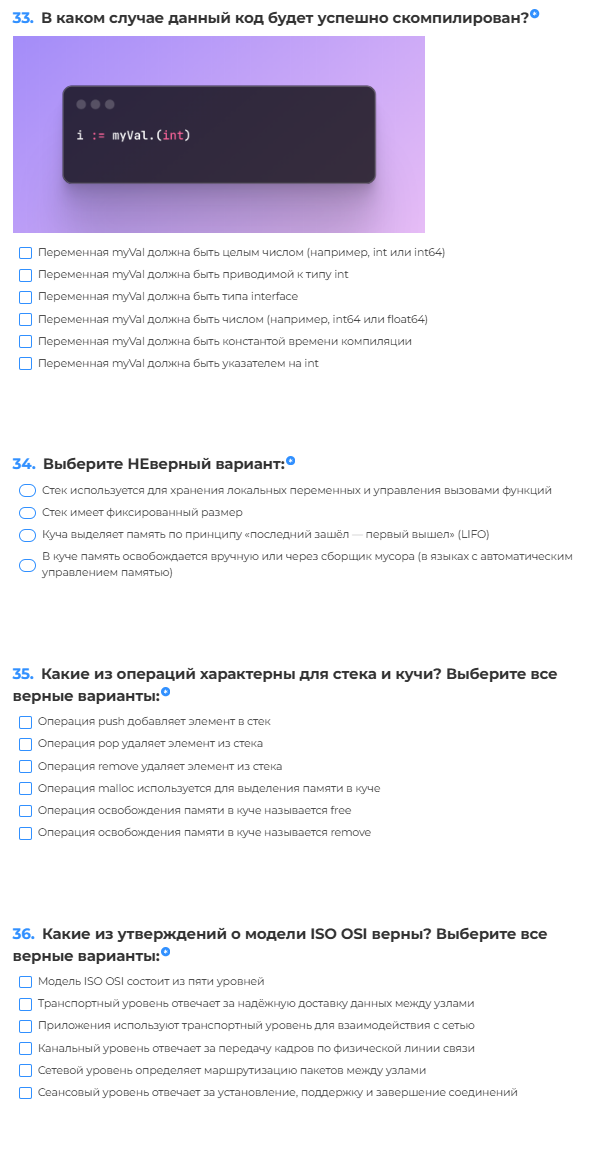 33. В каком случае данный код будет успешно скомпилирован?
i := myVal.(int)
Переменная myVal должна быть целым числом (например, int или int64)
Переменная myVal должна быть приводимой к типу int
Переменная myVal должна быть типа interface
Переменная myVal должна быть числом (например, int64 или float64)
Переменная myVal должна быть константой времени компиляции
Переменная myVal должна быть указателем на int
34. Выберите НЕверный вариант:
Стек используется для хранения локальных переменных и управления вызовами функций
Стек имеет фиксированный размер
Куча выделяет память по принципу «последний зашёл — первый вышел» (LIFO)
В куче память освобождается вручную или через сборщик мусора (в языках с автоматическим
управлением памятью)
35. Какие из операций характерны для стека и кучи? Выберите все
верные варианты:
Операция push добавляет элемент в стек
Операция pop удаляет элемент из стека
Операция remove удаляет элемент из стека
Операция malloc используется для выделения памяти в куче
Операция освобождения памяти в куче называется free
Операция освобождения памяти в куче называется remove
36. Какие из утверждений о модели ISO OSI верны? Выберите все
верные варианты:
Модель ISO OSI состоит из пяти уровней
Транспортный уровень отвечает за надёжную доставку данных между узлами
Приложения используют транспортный уровень для взаимодействия с сетью
Канальный уровень отвечает за передачу кадров по физической линии связи
Сетевой уровень определяет маршрутизацию пакетов между узлами
Сеансовый уровень отвечает за установление, поддержку и завершение соединений